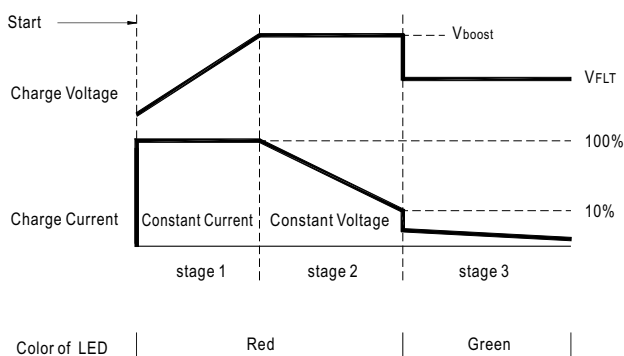 Start
Vboost
VFLT
Charge Voltage
100%
10%
Charge Current
Constant Current
Constant Voltage
stage 1
stage 2
stage 3
Color of LED
Red
Green